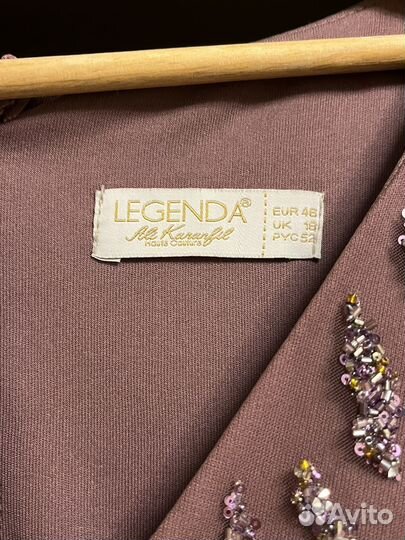 LEGENDA®
Ali Karanfil
Haute Couture
EUR 46
UK 18
РУС 52
Avito